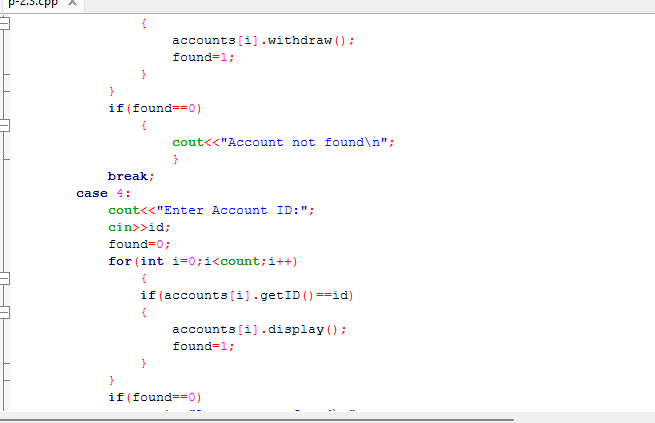 p-2.3.cpp
{
accounts[i].withdraw();
found=1;
}
}
if(found==0)
{
cout<<"Account not found\n";
}
break;
case 4:
cout<<"Enter Account ID:";
cin>>id;
found=0;
for(int i=0;i<count;i++)
{
if(accounts[i].getID()==id)
{
accounts[i].display();
found=1;
}
}
if(found==0)